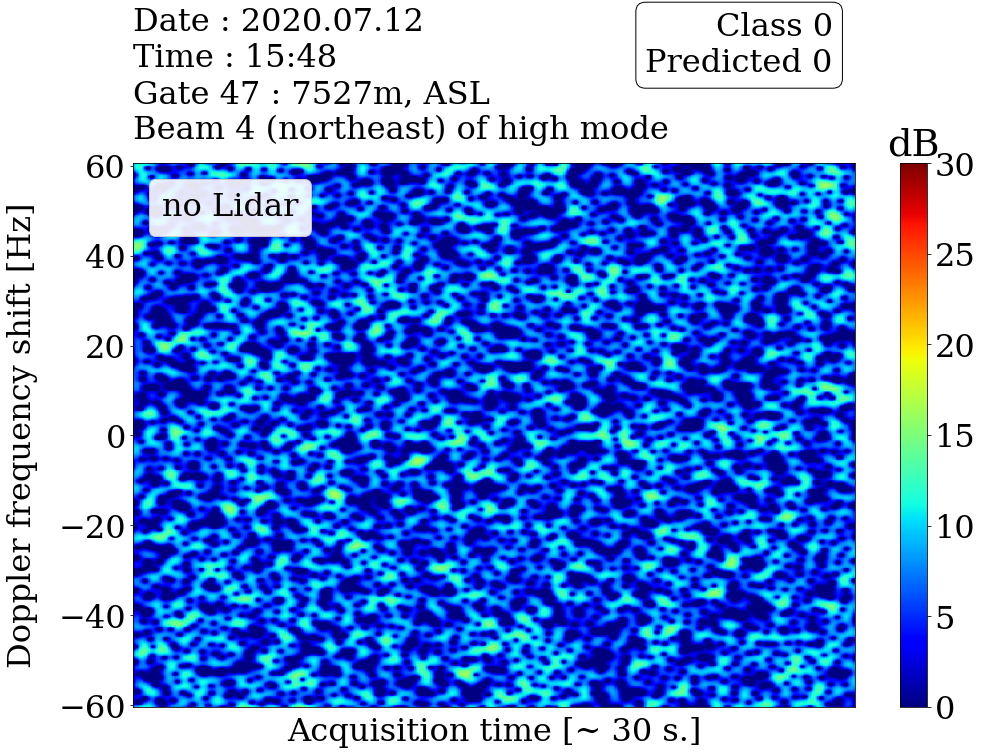 Date : 2020.07.12
Time : 15:48
Gate 47 : 7527m, ASL
Beam 4 (northeast) of high mode
Class 0
Predicted 0
dB
no Lidar
Doppler frequency shift [Hz]
60
40
20
0
−20
−40
−60
Acquisition time [~ 30 s.]
30
25
20
15
10
5
0